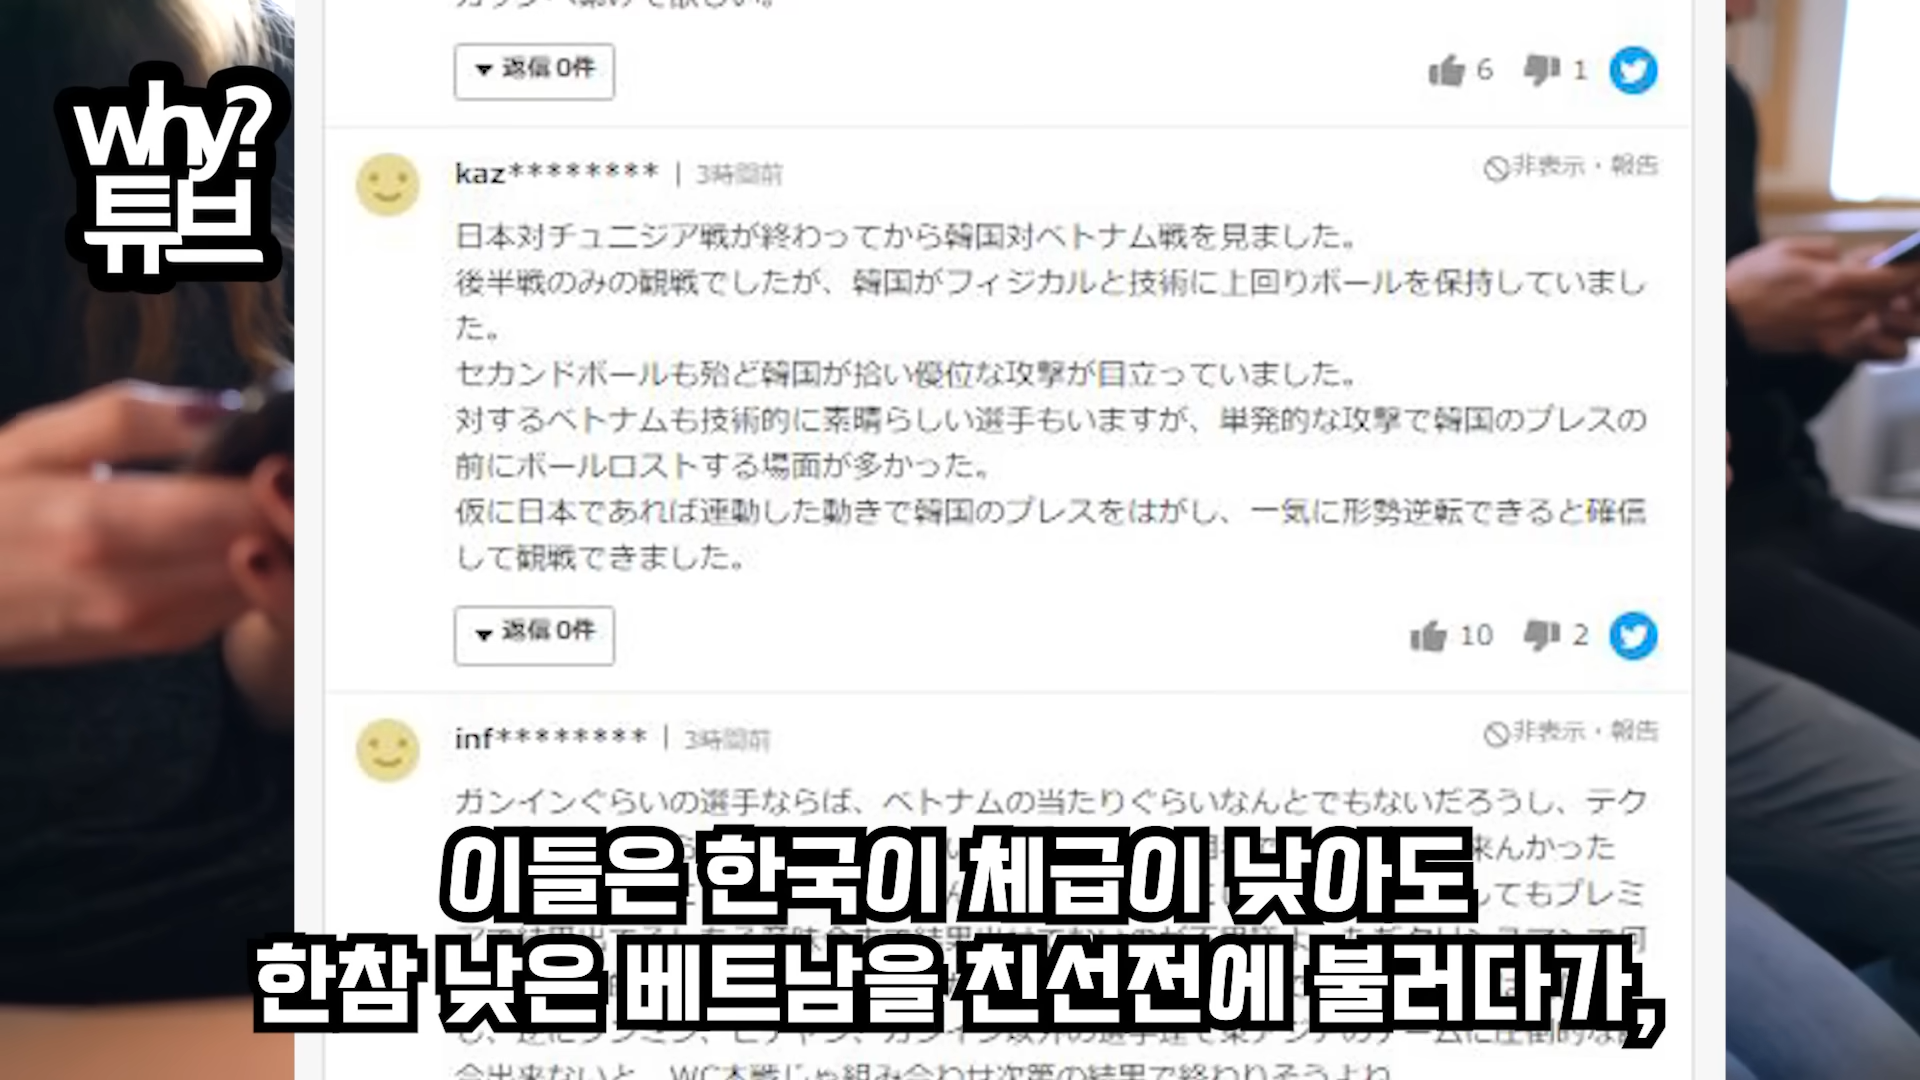 why?
튜브
▼ 返信 0件
6
1
kaz******** | 3時間前
非表示・報告
日本対チュニジア戦が終わってから韓国対ベトナム戦を見ました。
後半戦のみの観戦でしたが、韓国がフィジカルと技術に上回りボールを保持していまし
た。
セカンドボールも殆ど韓国が拾い優位な攻撃が目立っていました。
対するベトナムも技術的に素晴らしい選手もいますが、単発的な攻撃で韓国のプレスの
前にボールロストする場面が多かった。
仮に日本であれば連動した動きで韓国のプレスをはがし、一気に形勢逆転できると確信
して観戦できました。
▼ 返信 0件
10
2
inf******** | 3時間前
非表示・報告
ガンインぐらいの選手ならば、ベトナムの当たりぐらいなんとでもないだろうし、テク
来んかった
してもプレミ
이들은 한국이 체급이 낮아도
한참 낮은 베트남을 친선전에 불러다가,